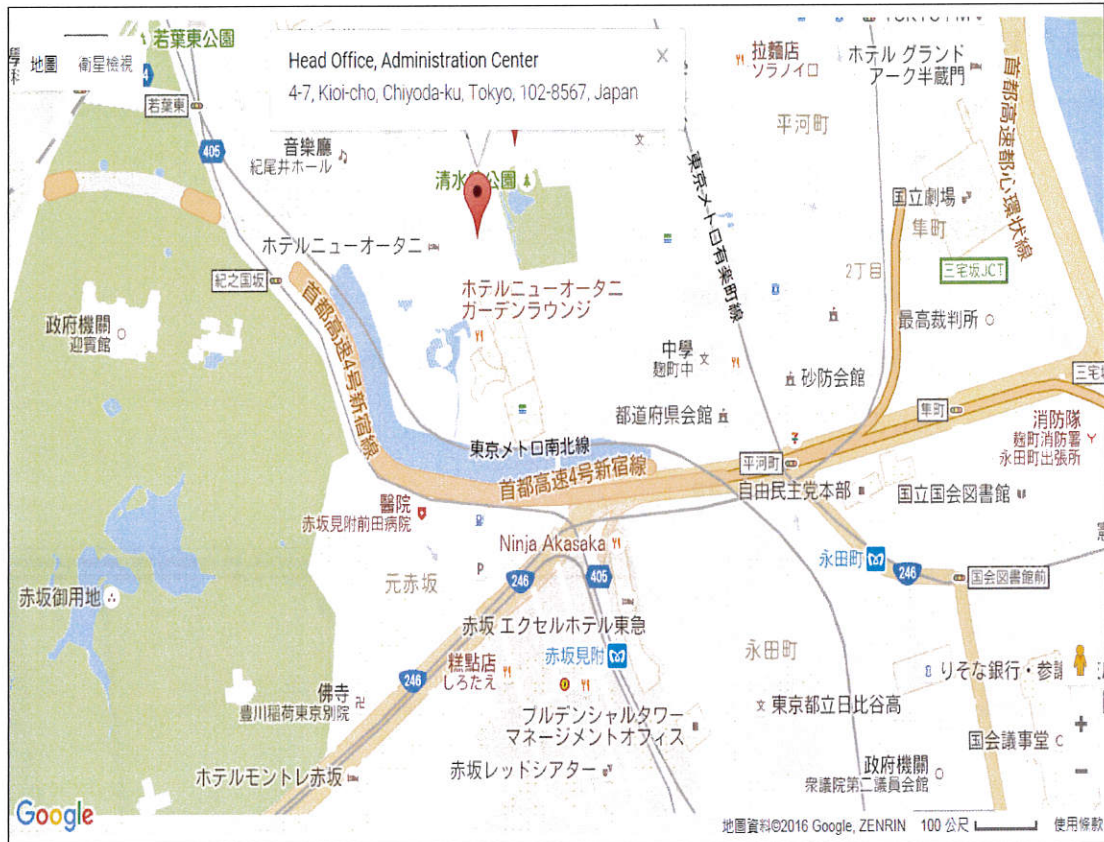 若葉東公園
地圖
衛星檢視
Head Office, Administration Center
4-7, Kioi-cho, Chiyoda-ku, Tokyo, 102-8567, Japan
拉麵店
ソラノイロ
ホテル グランド
アーク半蔵門
首都高速都心環状線
若葉東
405
音樂廳
紀尾井ホール
平河町
東京メトロ有楽町線
国立劇場
隼町
ホテルニューオータニ
2丁目
三宅坂JCT
紀之国坂
ホテルニューオータニ
ガーデンラウンジ
首都高速4号新宿線
政府機關
迎賓館
最高裁判所
中學
麹町中
砂防会館
都道府県会館
隼町
消防隊
麹町消防署
永田町出張所
東京メトロ南北線
平河町
首都高速4号新宿線
自由民主党本部
国立国会図書館
醫院
赤坂見附前田病院
Ninja Akasaka
永田町
246
国会図書館前
元赤坂
P
246
405
赤坂御用地
赤坂 エクセルホテル東急
糕點店
しろたえ
赤坂見附
永田町
246
りそな銀行・参議
佛寺
豊川稲荷東京別院
東京都立日比谷高
プルデンシャルタワー
マネージメントオフィス
国会議事堂
ホテルモントレ赤坂
赤坂レッドシアター
政府機關
衆議院第二議員会館
Google
地圖資料©2016 Google, ZENRIN
100 公尺
使用條款